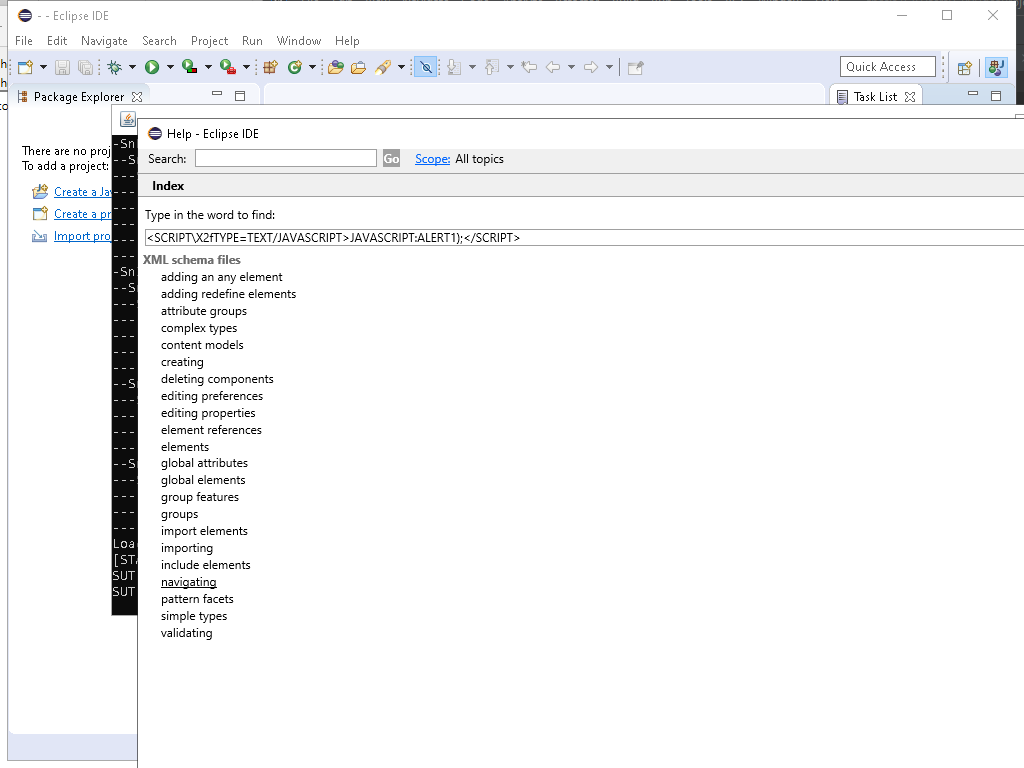 - - Eclipse IDE
File Edit Navigate Search Project Run Window Help
Quick Access
Package Explorer
Task List
There are no proj
To add a project:
Create a Ja
Create a pr
Import pro
-Sn
--S
---
---
---
---
---
---
-Sn
--S
---
---
---
---
---
--S
---
---
---
---
--S
---
---
---
---
Loa
[STA
SUT
SUT
Help - Eclipse IDE
Search: Go Scope: All topics
Index
Type in the word to find:
<SCRIPT\X2fTYPE=TEXT/JAVASCRIPT>JAVASCRIPT:ALERT1);</SCRIPT>
XML schema files
adding an any element
adding redefine elements
attribute groups
complex types
content models
creating
deleting components
editing preferences
editing properties
element references
elements
global attributes
global elements
group features
groups
import elements
importing
include elements
navigating
pattern facets
simple types
validating